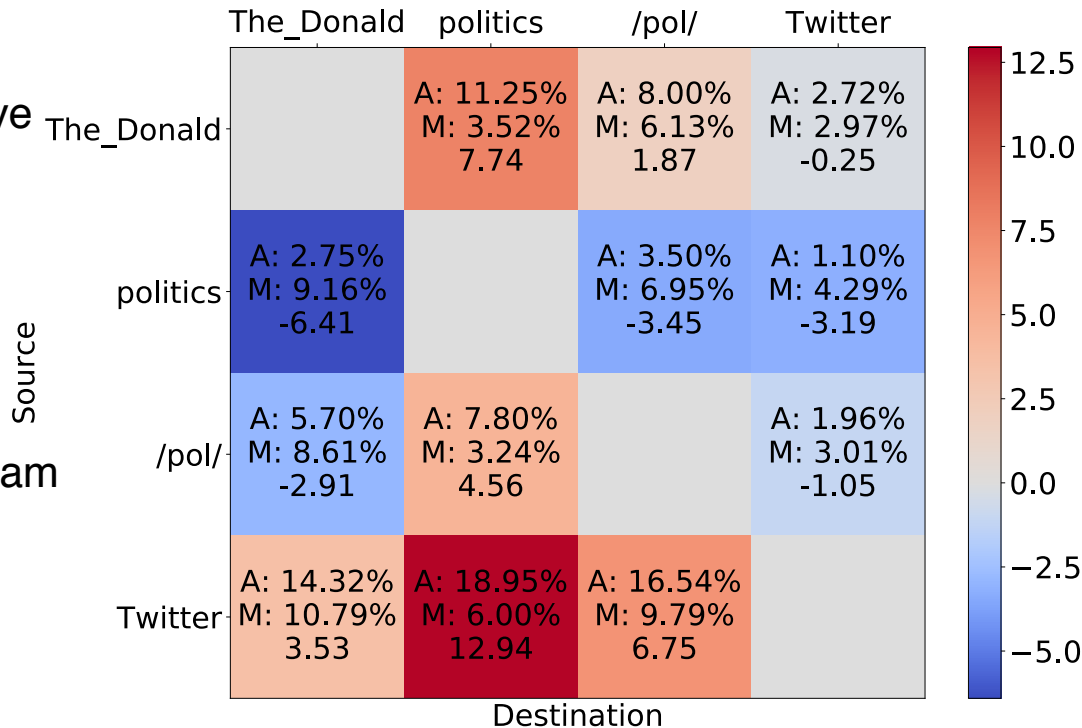 The_Donald politics /pol/ Twitter
ve
The_Donald
A: 11.25% A: 8.00% A: 2.72%
M: 3.52% M: 6.13% M: 2.97%
7.74 1.87 -0.25
politics
A: 2.75% A: 3.50% A: 1.10%
M: 9.16% M: 6.95% M: 4.29%
-6.41 -3.45 -3.19
Source
/pol/
am
A: 5.70% A: 7.80% A: 1.96%
M: 8.61% M: 3.24% M: 3.01%
-2.91 4.56 -1.05
Twitter
A: 14.32% A: 18.95% A: 16.54%
M: 10.79% M: 6.00% M: 9.79%
3.53 12.94 6.75
Destination
12.5
10.0
7.5
5.0
2.5
0.0
−2.5
−5.0